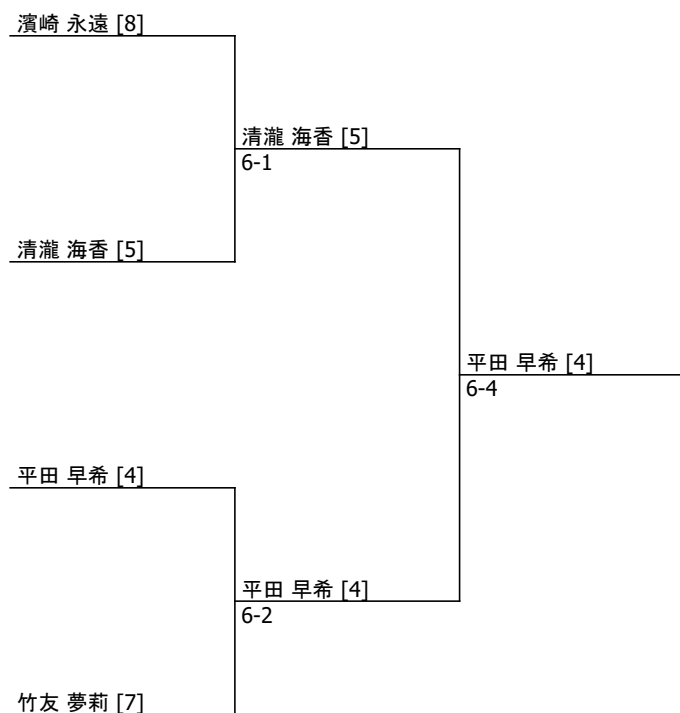 濱崎 永遠 [8]
清瀧 海香 [5]
6-1
清瀧 海香 [5]
平田 早希 [4]
6-4
平田 早希 [4]
平田 早希 [4]
6-2
竹友 夢莉 [7]